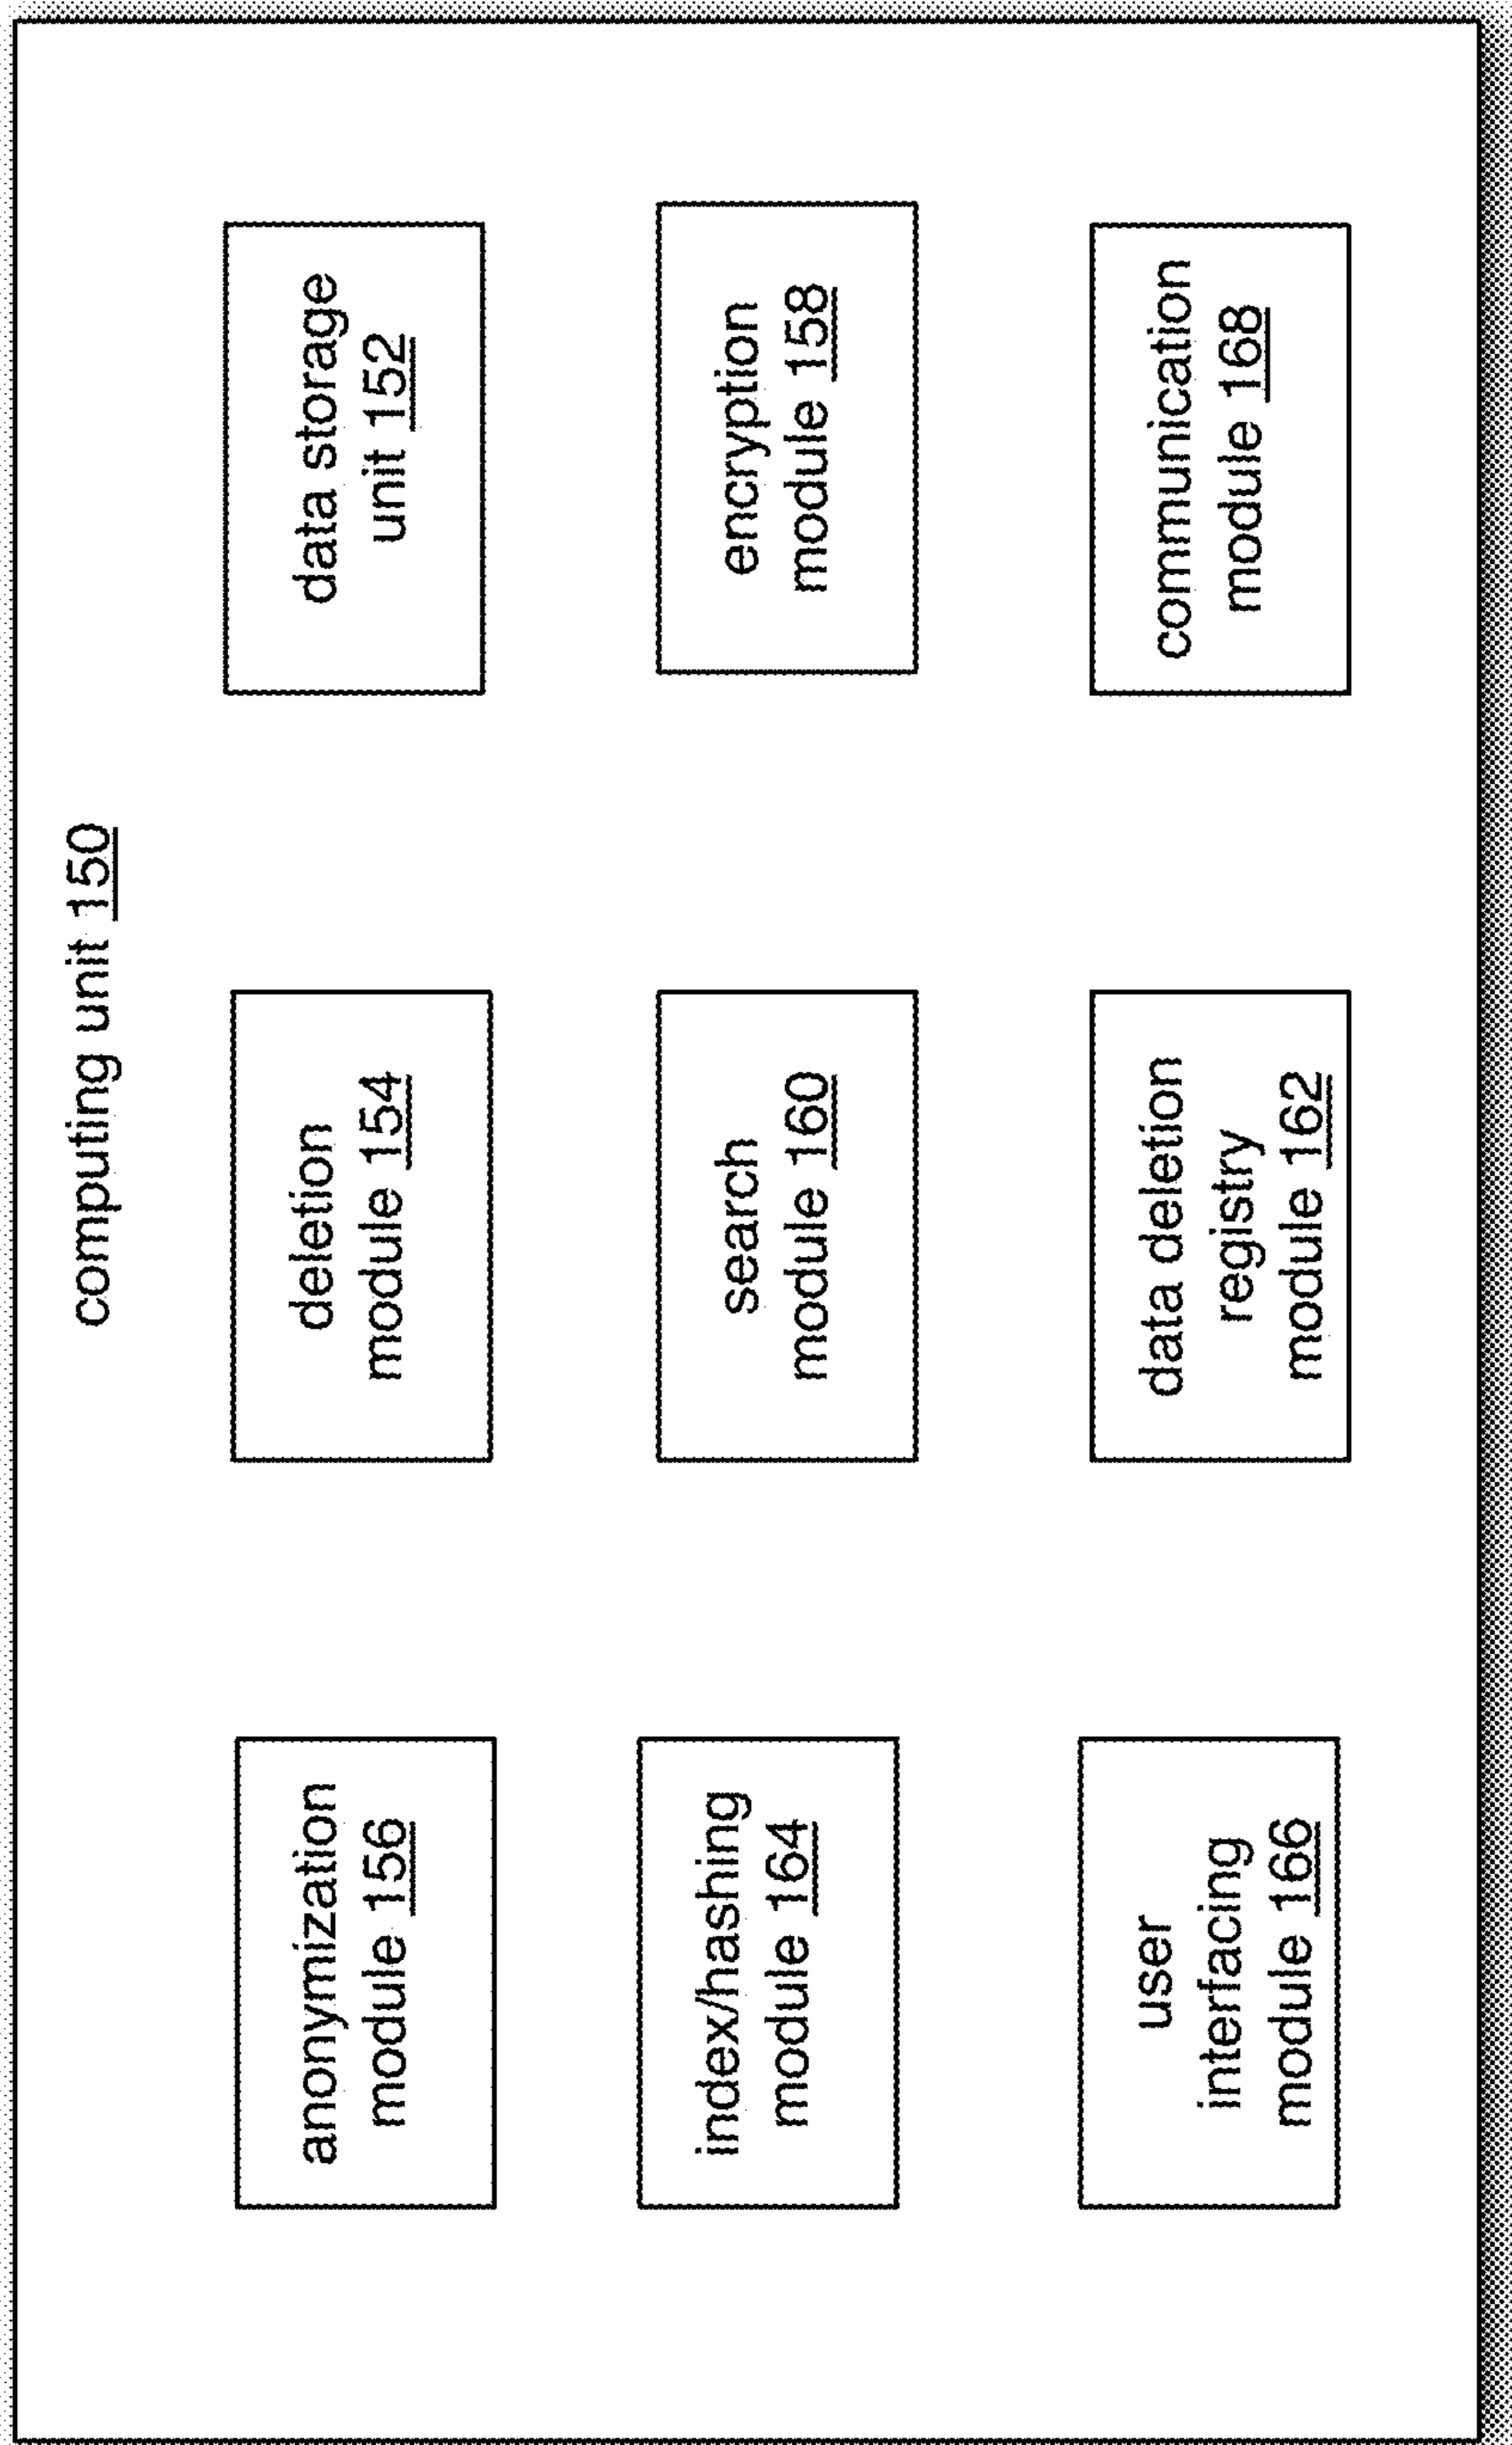 computing unit 150
anonymization
module 156
deletion
module 154
data storage
unit 152
index/hashing
module 164
search
module 160
encryption
module 158
user
interfacing
module 166
data deletion
registry
module 162
communication
module 168